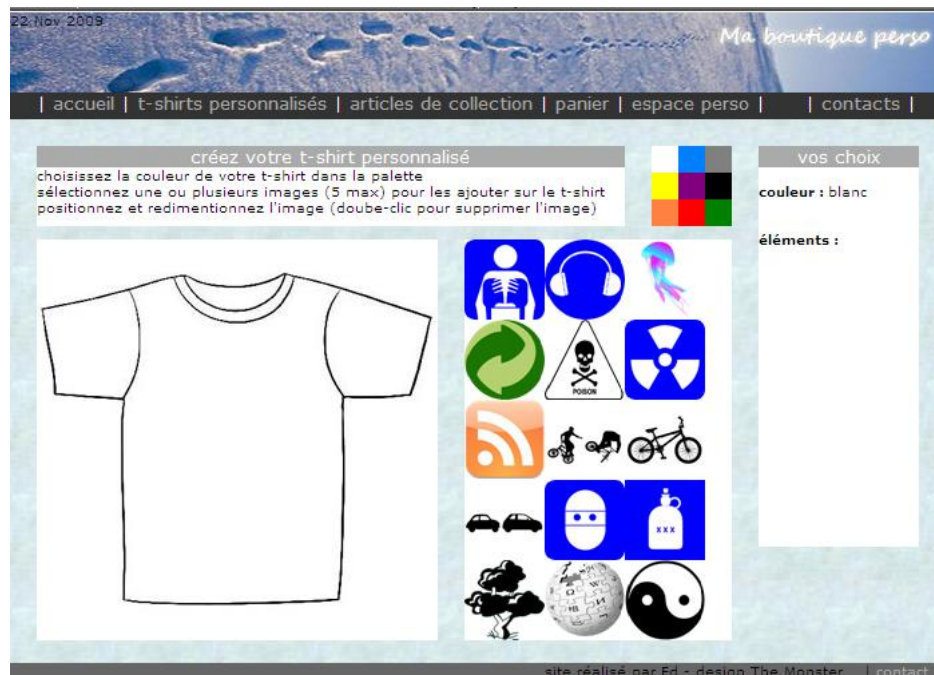 22 Nov 2009
Ma boutique perso
| accueil | t-shirts personnalisés | articles de collection | panier | espace perso | | contacts |
créez votre t-shirt personnalisé
choisissez la couleur de votre t-shirt dans la palette
sélectionnez une ou plusieurs images (5 max) pour les ajouter sur le t-shirt
positionnez et redimentionnez l'image (doube-clic pour supprimer l'image)
vos choix
couleur : blanc
éléments :
POISON
xxx
Ω W
И
site réalisé par Ed - design The Monster | contact